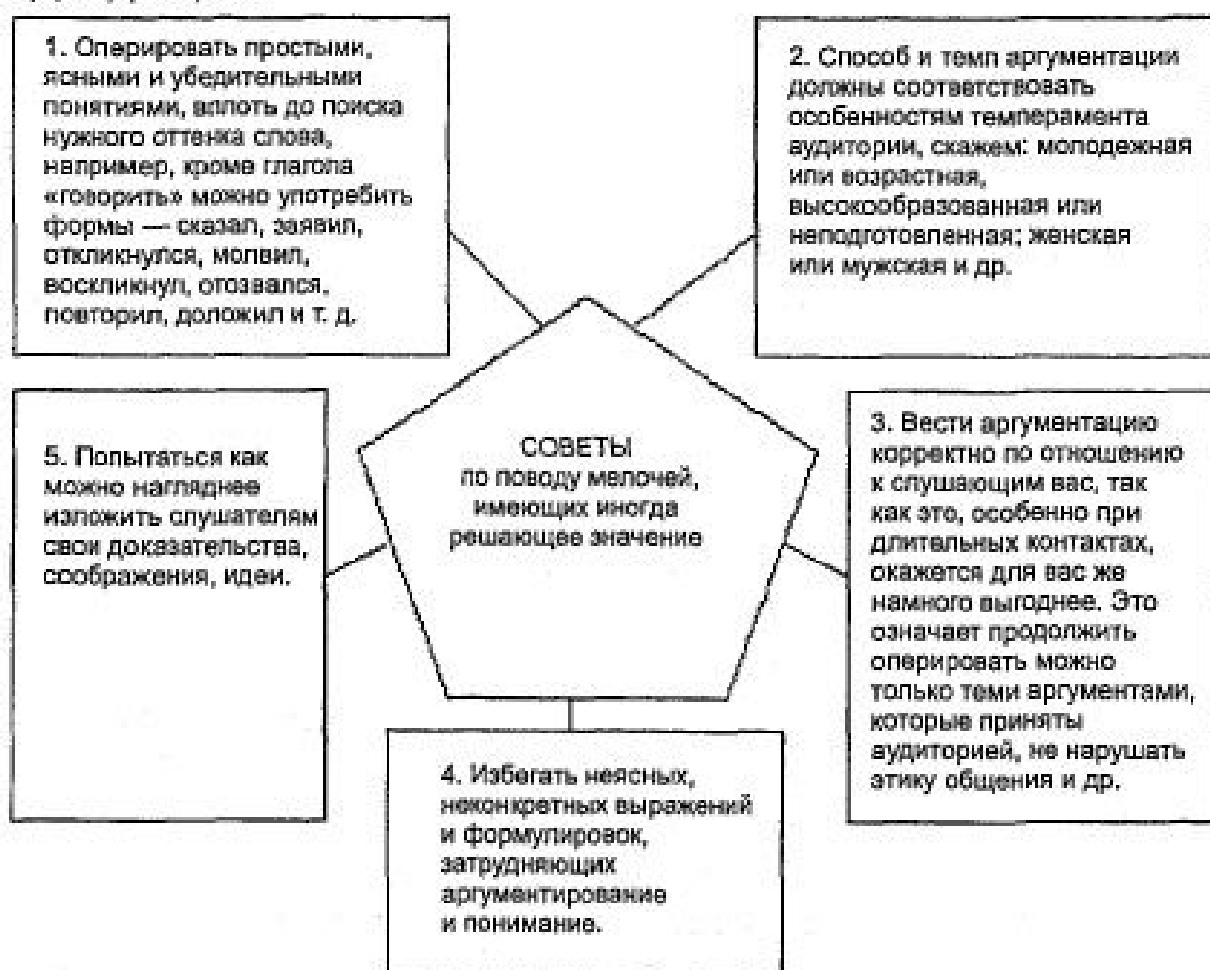 1. Оперировать простыми,
ясными и убедительными
понятиями, вплоть до поиска
нужного оттенка слова,
например, кроме глагола
«говорить» можно употребить
формы — сказал, заявил,
откликнулся, молвил,
воскликнул, отозвался,
повторил, доложил и т. д.
2. Способ и темп аргументации
должны соответствовать
особенностям темперамента
аудитории, скажем: молодежная
или возрастная,
высокообразованная или
неподготовленная; женская
или мужская и др.
СОВЕТЫ
по поводу мелочей,
имеющих иногда
решающее значение
3. Вести аргументацию
корректно по отношению
к слушающим вас, так
как это, особенно при
длительных контактах,
окажется для вас же
намного выгоднее. Это
означает продолжить
оперировать можно
только теми аргументами,
которые приняты
аудиторией, не нарушать
этику общения и др.
4. Избегать неясных,
неконкретных выражений
и формулировок,
затрудняющих
аргументирование
и понимание.
5. Попытаться как
можно нагляднее
изложить слушателям
свои доказательства,
соображения, идеи.